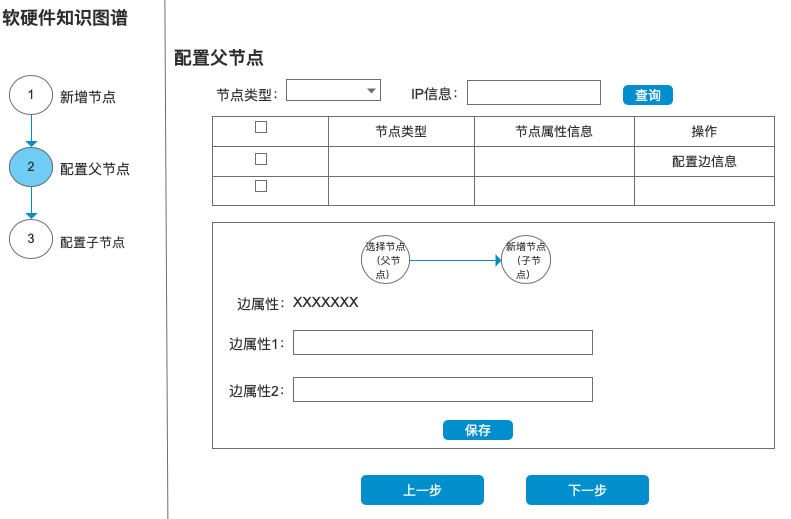 软硬件知识图谱
1 新增节点
2 配置父节点
3 配置子节点
配置父节点
节点类型： IP信息： 查询
节点类型 节点属性信息 操作
配置边信息
选择节点
（父节
点）
新增节点
（子节
点）
边属性： XXXXXXX
边属性1：
边属性2：
保存
上一步 下一步